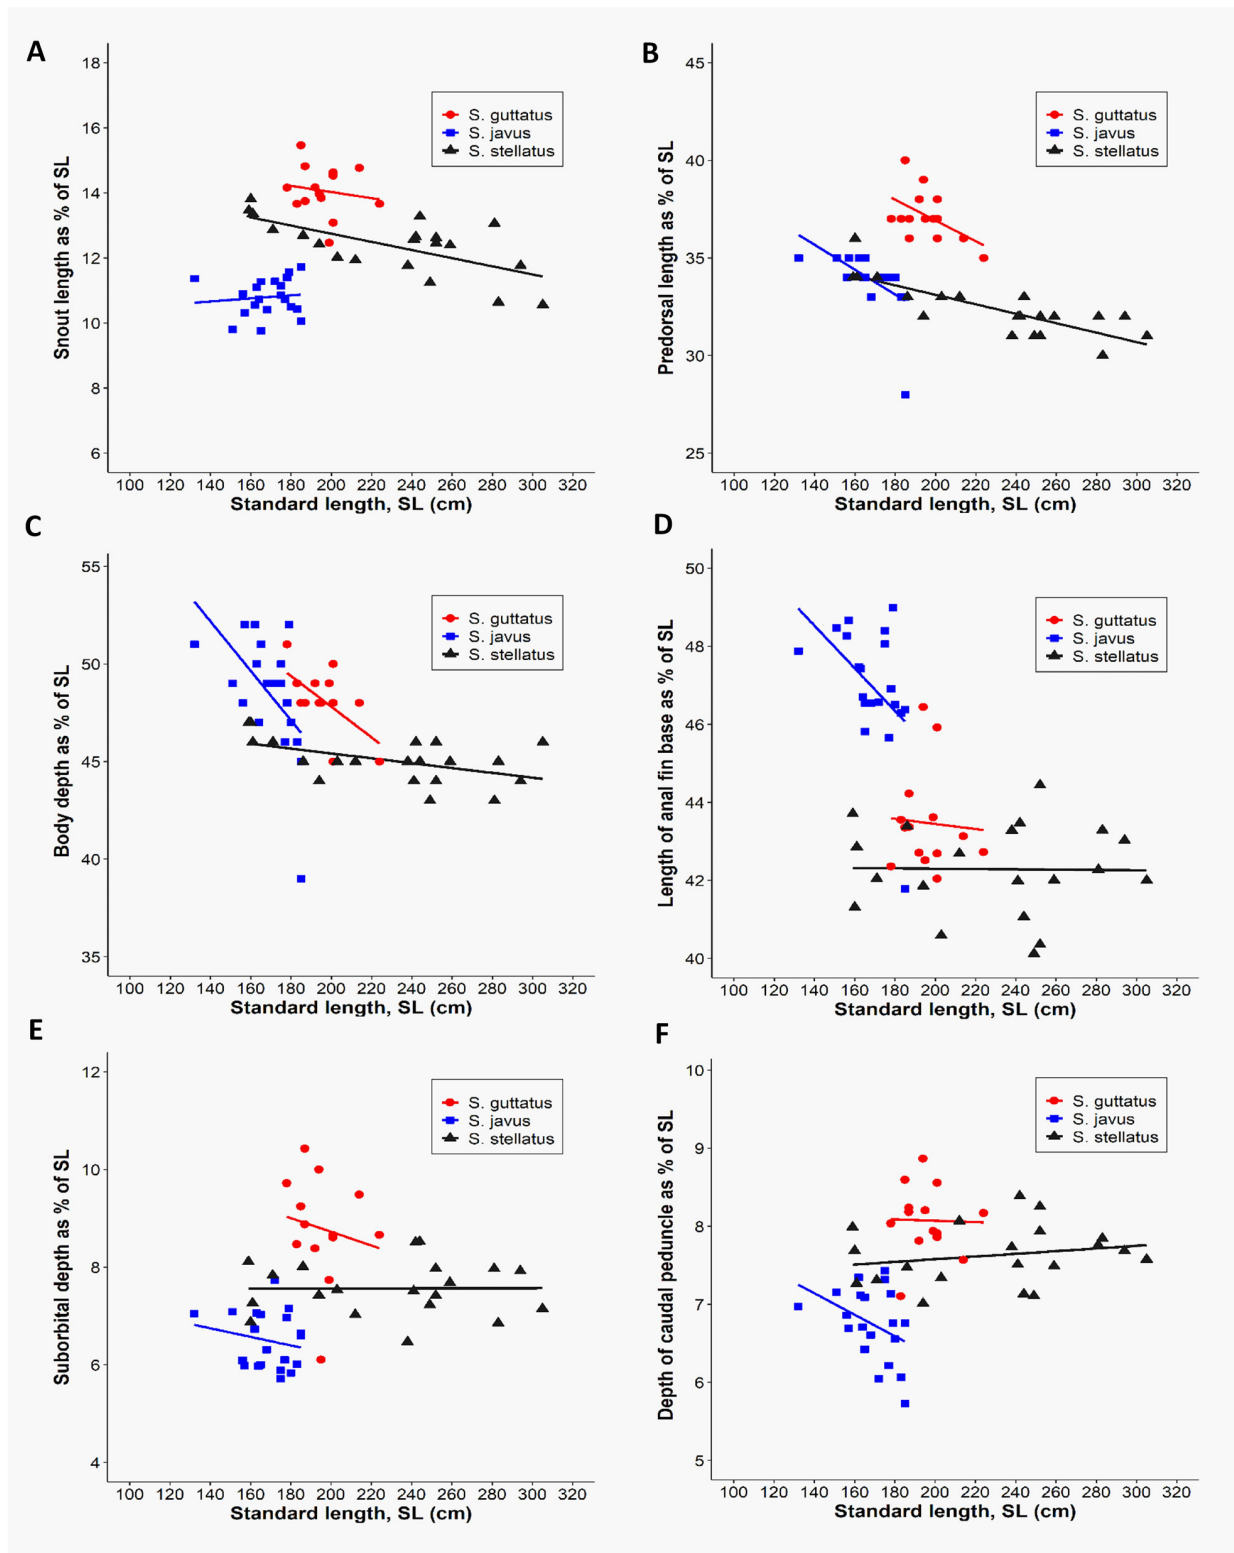 A
Snout length as % of SL
18
16
14
12
10
8
6
S. guttatus
S. javus
S. stellatus
100 120 140 160 180 200 220 240 260 280 300 320
Standard length, SL (cm)
B
Predorsal length as % of SL
45
40
35
30
25
S. guttatus
S. javus
S. stellatus
100 120 140 160 180 200 220 240 260 280 300 320
Standard length, SL (cm)
C
Body depth as % of SL
55
50
45
40
35
S. guttatus
S. javus
S. stellatus
100 120 140 160 180 200 220 240 260 280 300 320
Standard length, SL (cm)
D
Length of anal fin base as % of SL
50
48
46
44
42
40
S. guttatus
S. javus
S. stellatus
100 120 140 160 180 200 220 240 260 280 300 320
Standard length, SL (cm)
E
Suborbital depth as % of SL
12
10
8
6
4
S. guttatus
S. javus
S. stellatus
100 120 140 160 180 200 220 240 260 280 300 320
Standard length, SL (cm)
F
Depth of caudal peduncle as % of SL
10
9
8
7
6
5
S. guttatus
S. javus
S. stellatus
100 120 140 160 180 200 220 240 260 280 300 320
Standard length, SL (cm)